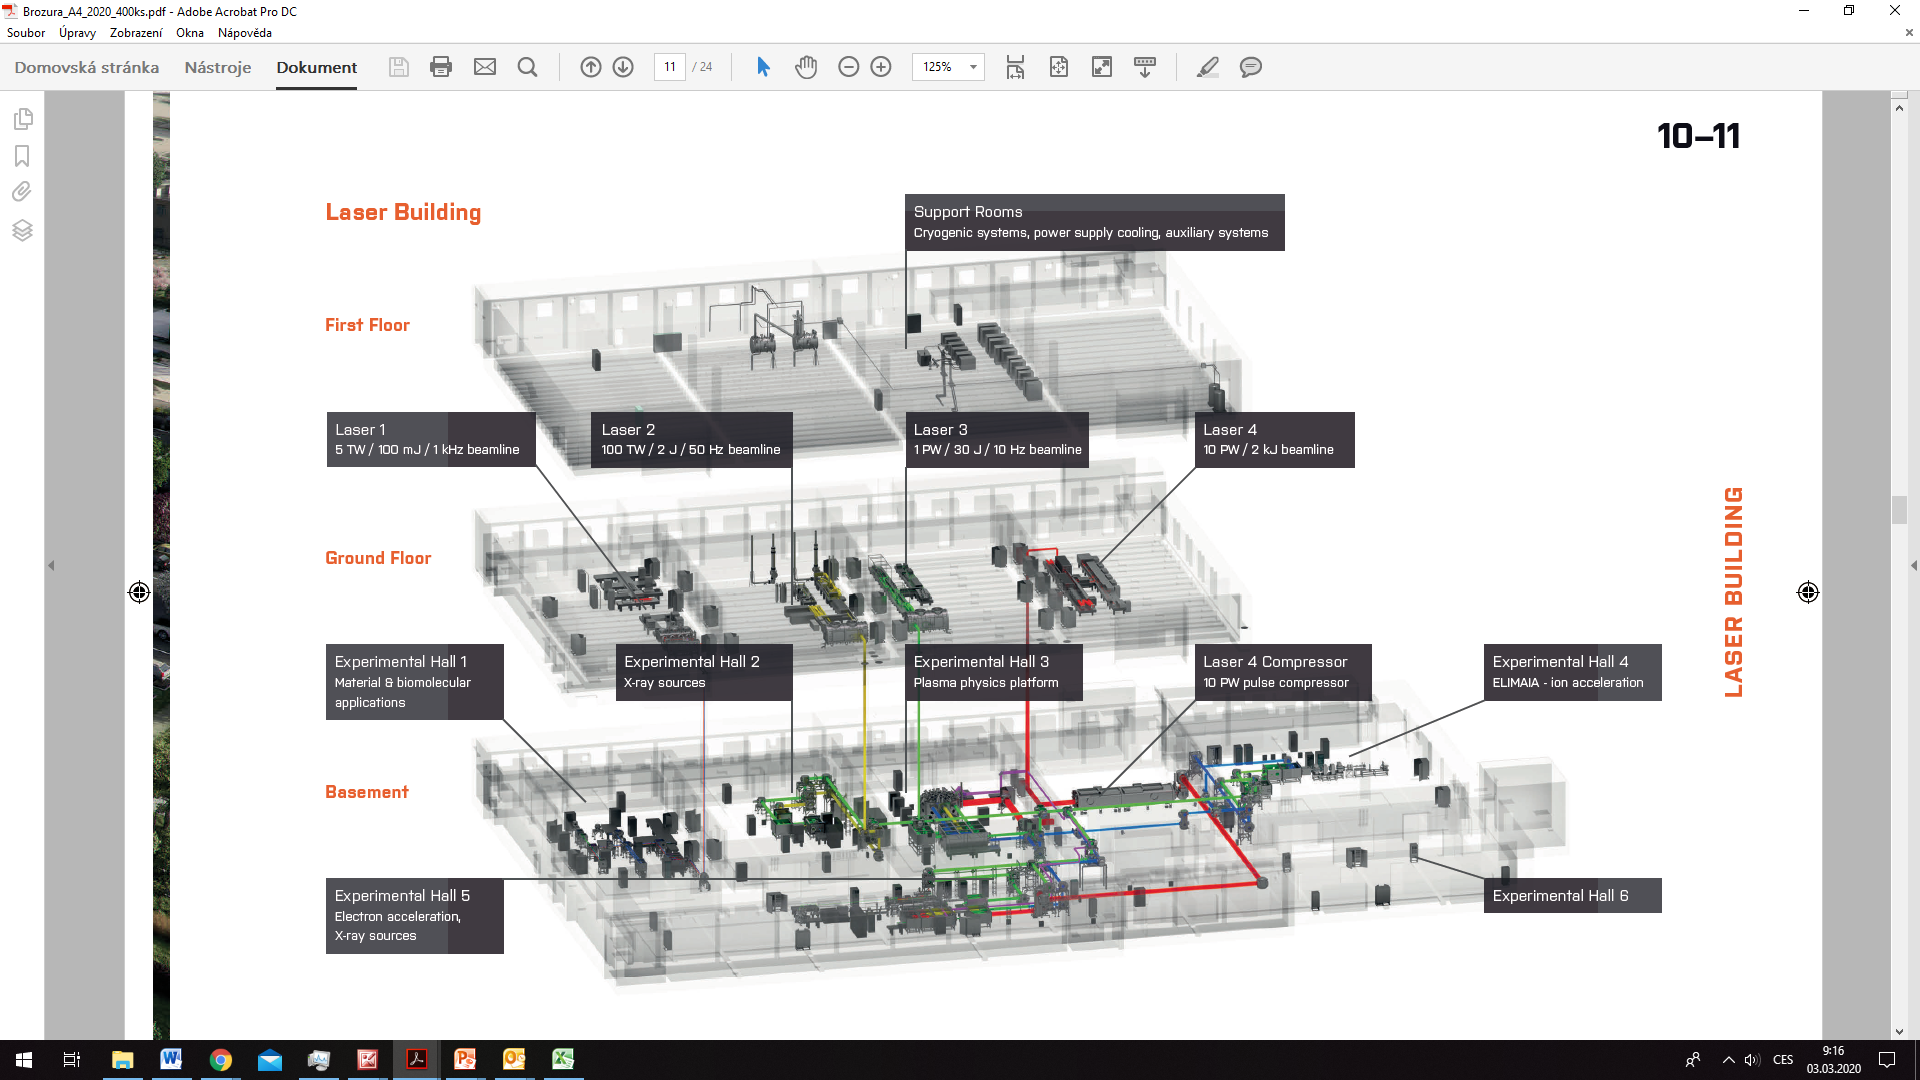 Brozura_A4_2020_400ks.pdf - Adobe Acrobat Pro DC
Soubor Úpravy Zobrazení Okna Nápověda
Domovská stránka Nástroje Dokument 11 / 24 125%
10–11
Laser Building
Support Rooms
Cryogenic systems, power supply cooling, auxiliary systems
First Floor
Laser 1
5 TW / 100 mJ / 1 kHz beamline
Laser 2
100 TW / 2 J / 50 Hz beamline
Laser 3
1 PW / 30 J / 10 Hz beamline
Laser 4
10 PW / 2 kJ beamline
LASER BUILDING
Ground Floor
Experimental Hall 1
Material & biomolecular
applications
Experimental Hall 2
X-ray sources
Experimental Hall 3
Plasma physics platform
Laser 4 Compressor
10 PW pulse compressor
Experimental Hall 4
ELIMAIA - ion acceleration
Basement
Experimental Hall 5
Electron acceleration,
X-ray sources
Experimental Hall 6
CES
9:16
03.03.2020